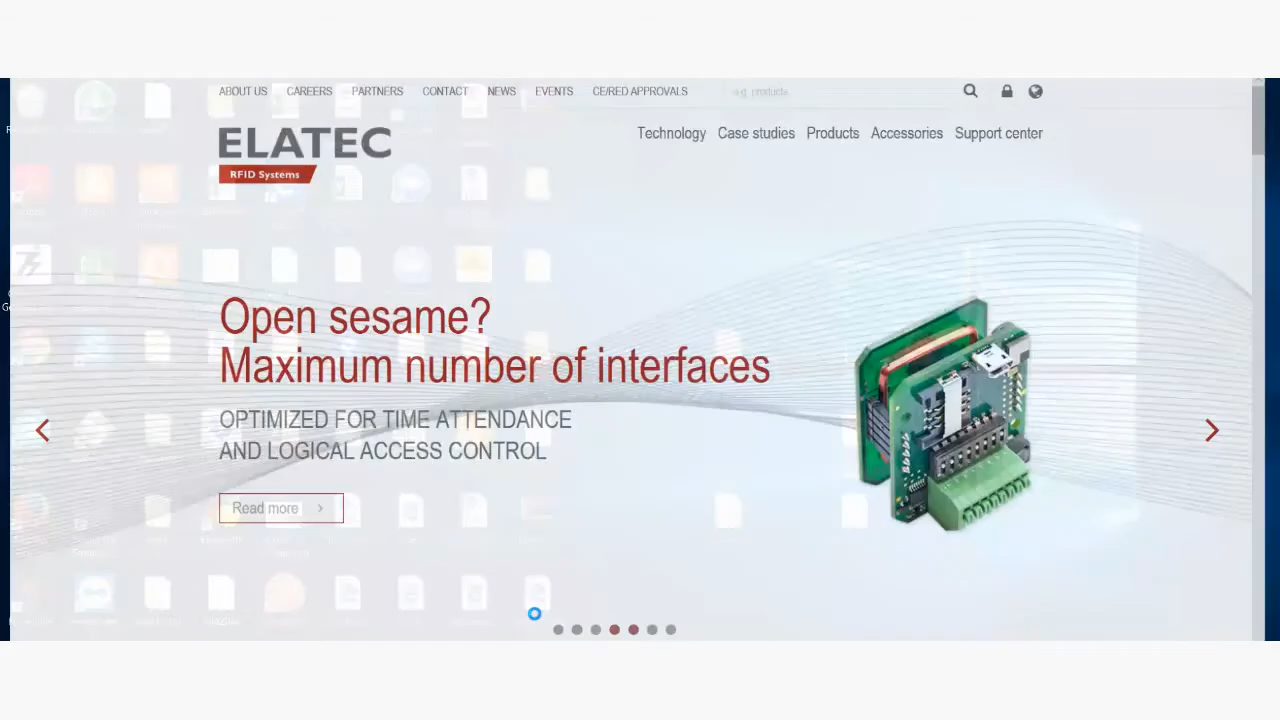 ABOUT US CAREERS PARTNERS CONTACT NEWS EVENTS CE/RED APPROVALS e.g. products
ELATEC
RFID Systems
Technology Case studies Products Accessories Support center
Open sesame?
Maximum number of interfaces
OPTIMIZED FOR TIME ATTENDANCE
AND LOGICAL ACCESS CONTROL
Read more